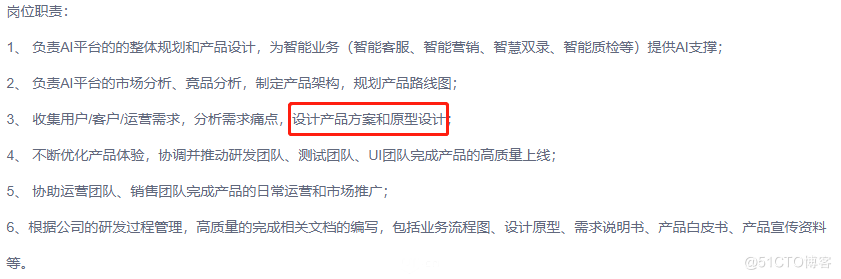 岗位职责：
1、 负责AI平台的的整体规划和产品设计，为智能业务（智能客服、智能营销、智慧双录、智能质检等）提供AI支撑；
2、 负责AI平台的市场分析、竞品分析，制定产品架构，规划产品路线图；
3、 收集用户/客户/运营需求，分析需求痛点，设计产品方案和原型设计；
4、 不断优化产品体验，协调并推动研发团队、测试团队、UI团队完成产品的高质量上线；
5、 协助运营团队、销售团队完成产品的日常运营和市场推广；
6、根据公司的研发过程管理，高质量的完成相关文档的编写，包括业务流程图、设计原型、需求说明书、产品白皮书、产品宣传资料
等。
@51CTO博客